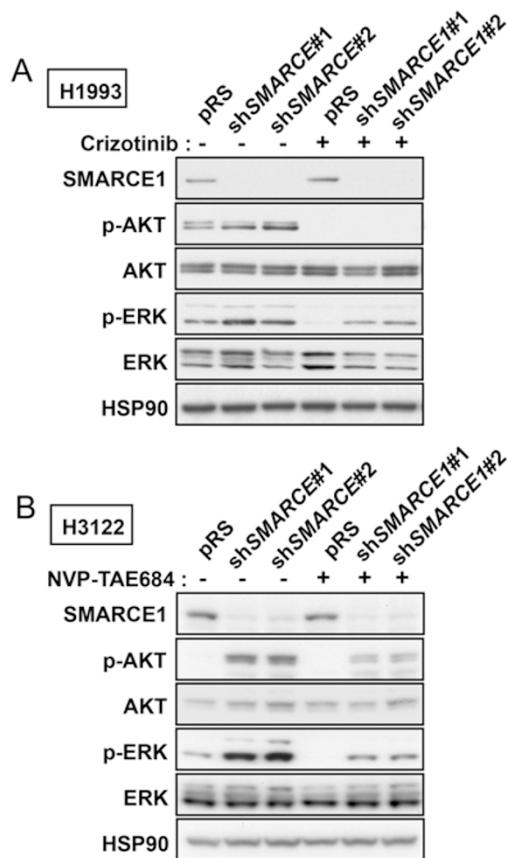 A
H1993
pRS shSMARCE#1 shSMARCE#2 pRS shSMARCE1#1 shSMARCE1#2
Crizotinib : - - - + + +
SMARCE1
p-AKT
AKT
p-ERK
ERK
HSP90
B
H3122
pRS shSMARCE#1 shSMARCE#2 pRS shSMARCE1#1 shSMARCE1#2
NVP-TAE684 : - - - + + +
SMARCE1
p-AKT
AKT
p-ERK
ERK
HSP90